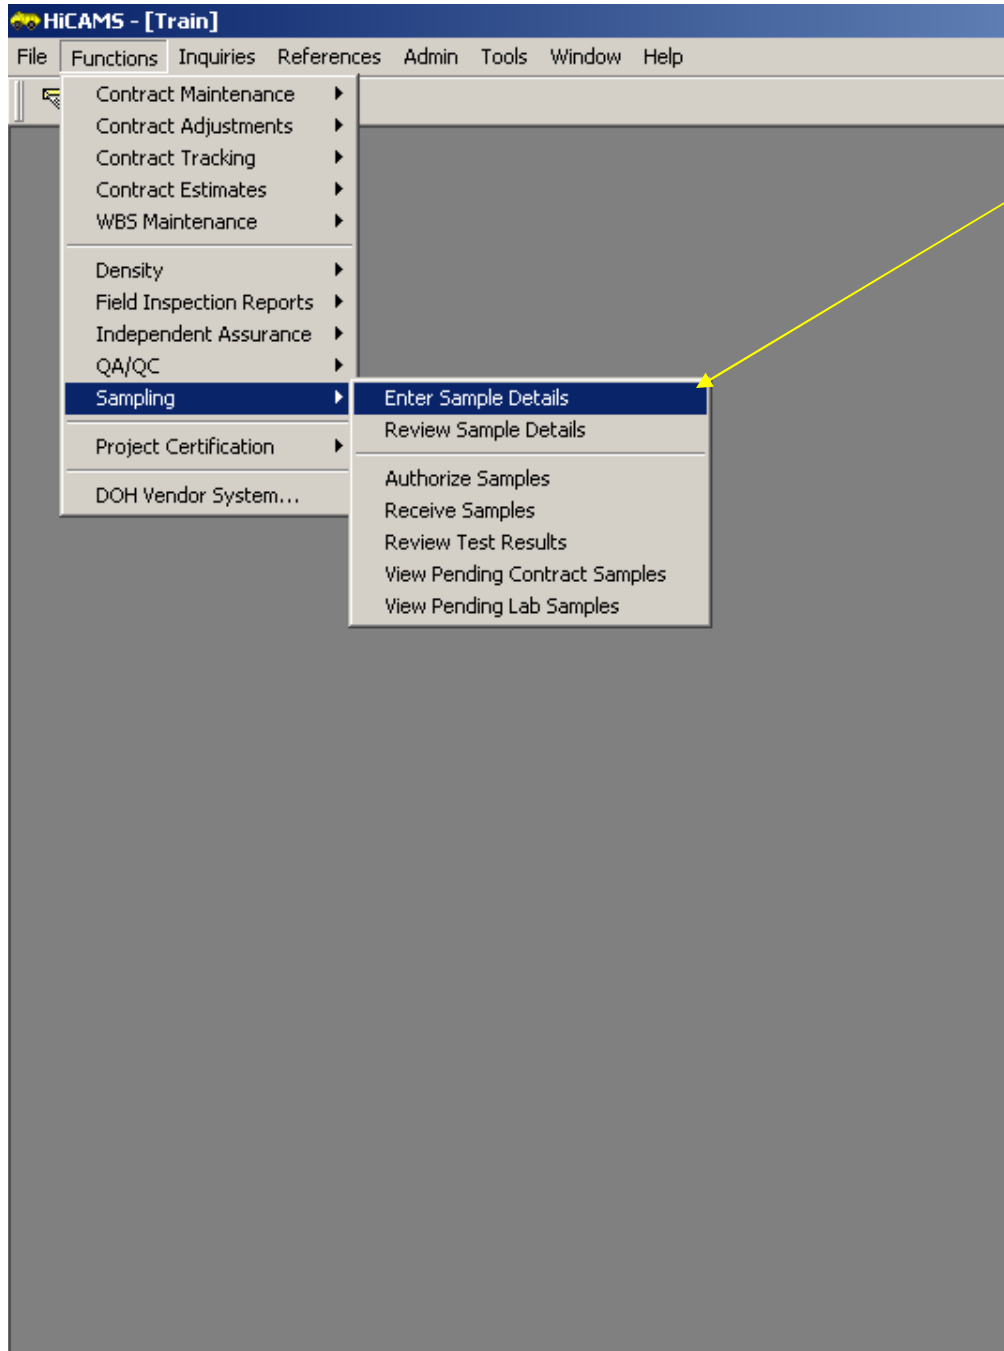 HiCAMS - [Train]
File Functions Inquiries References Admin Tools Window Help
Contract Maintenance
Contract Adjustments
Contract Tracking
Contract Estimates
WBS Maintenance
Density
Field Inspection Reports
Independent Assurance
QA/QC
Sampling
Project Certification
DOH Vendor System...
Enter Sample Details
Review Sample Details
Authorize Samples
Receive Samples
Review Test Results
View Pending Contract Samples
View Pending Lab Samples